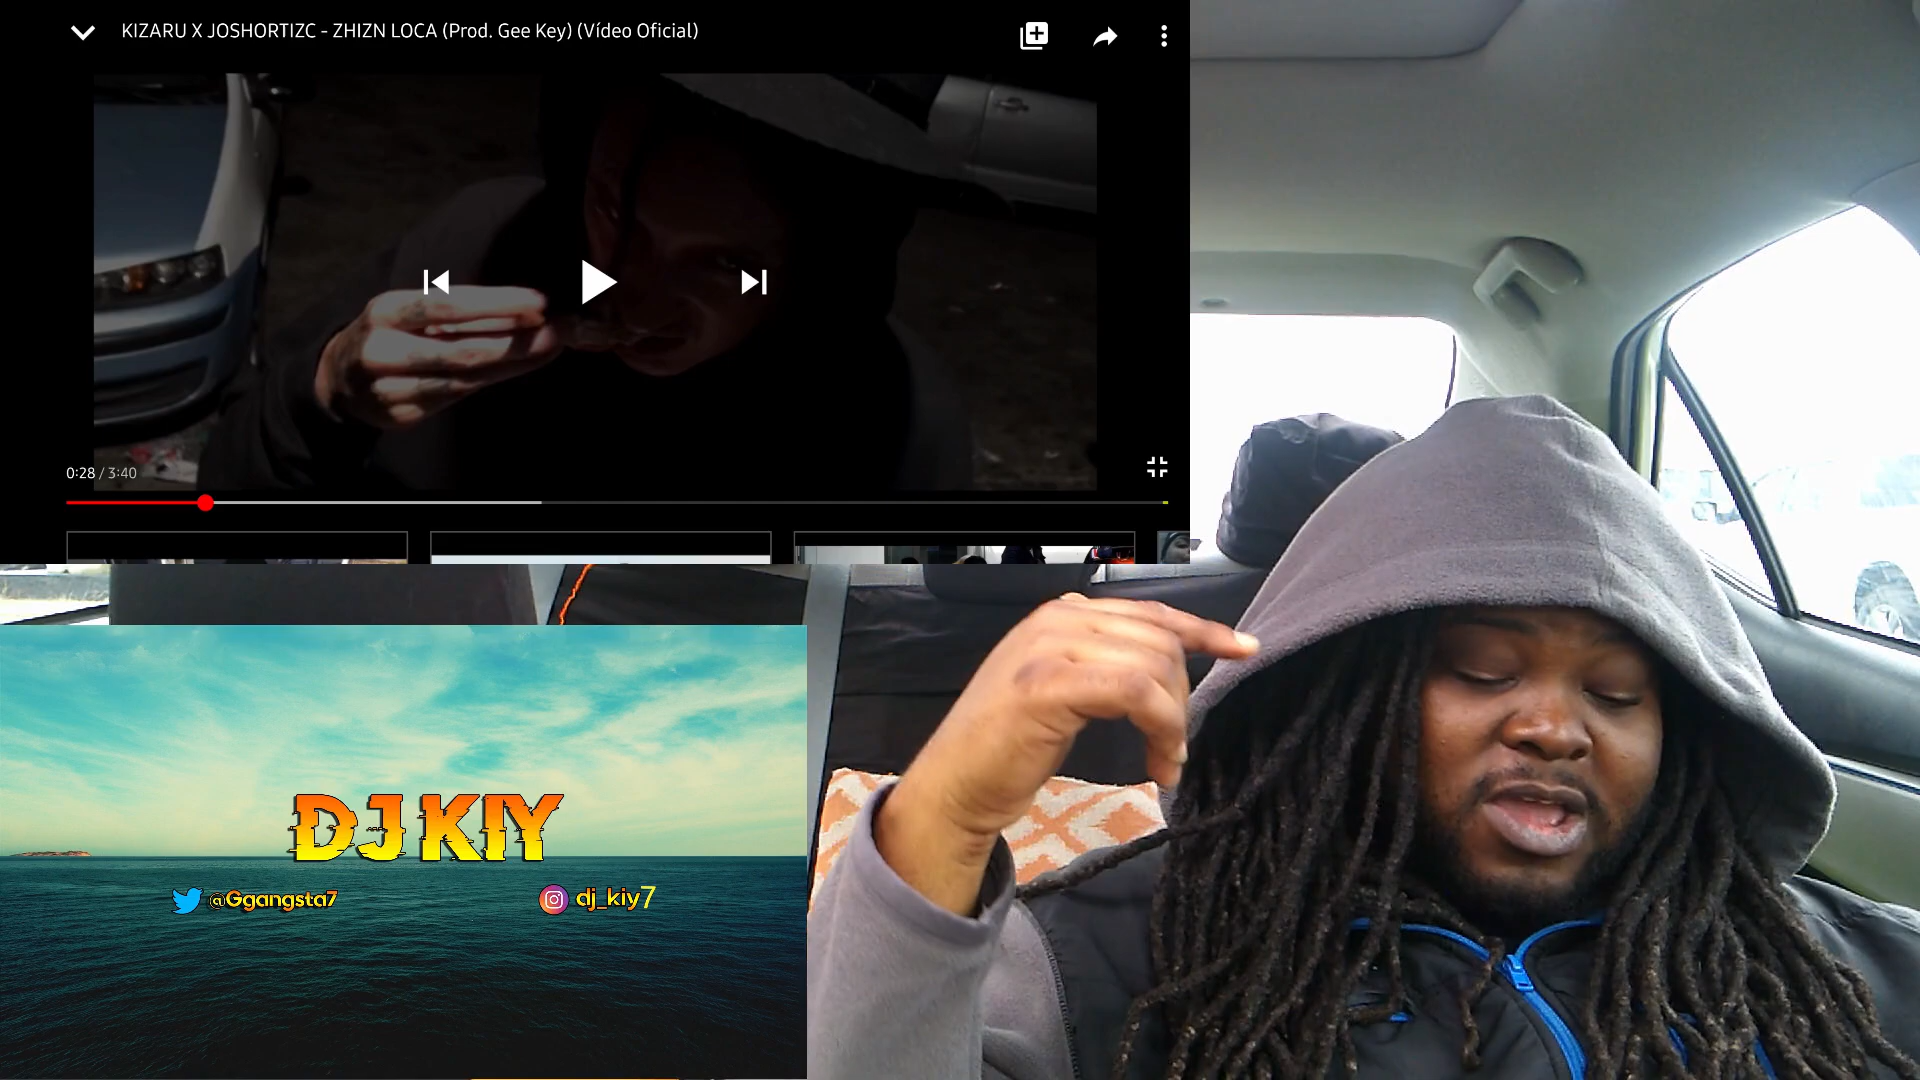 KIZARU X JOSHORTIZC - ZHIZN LOCA (Prod. Gee Key) (Vídeo Oficial)
0:28 / 3:40
DJ KIY
@Ggangsta7
dj_kiy7